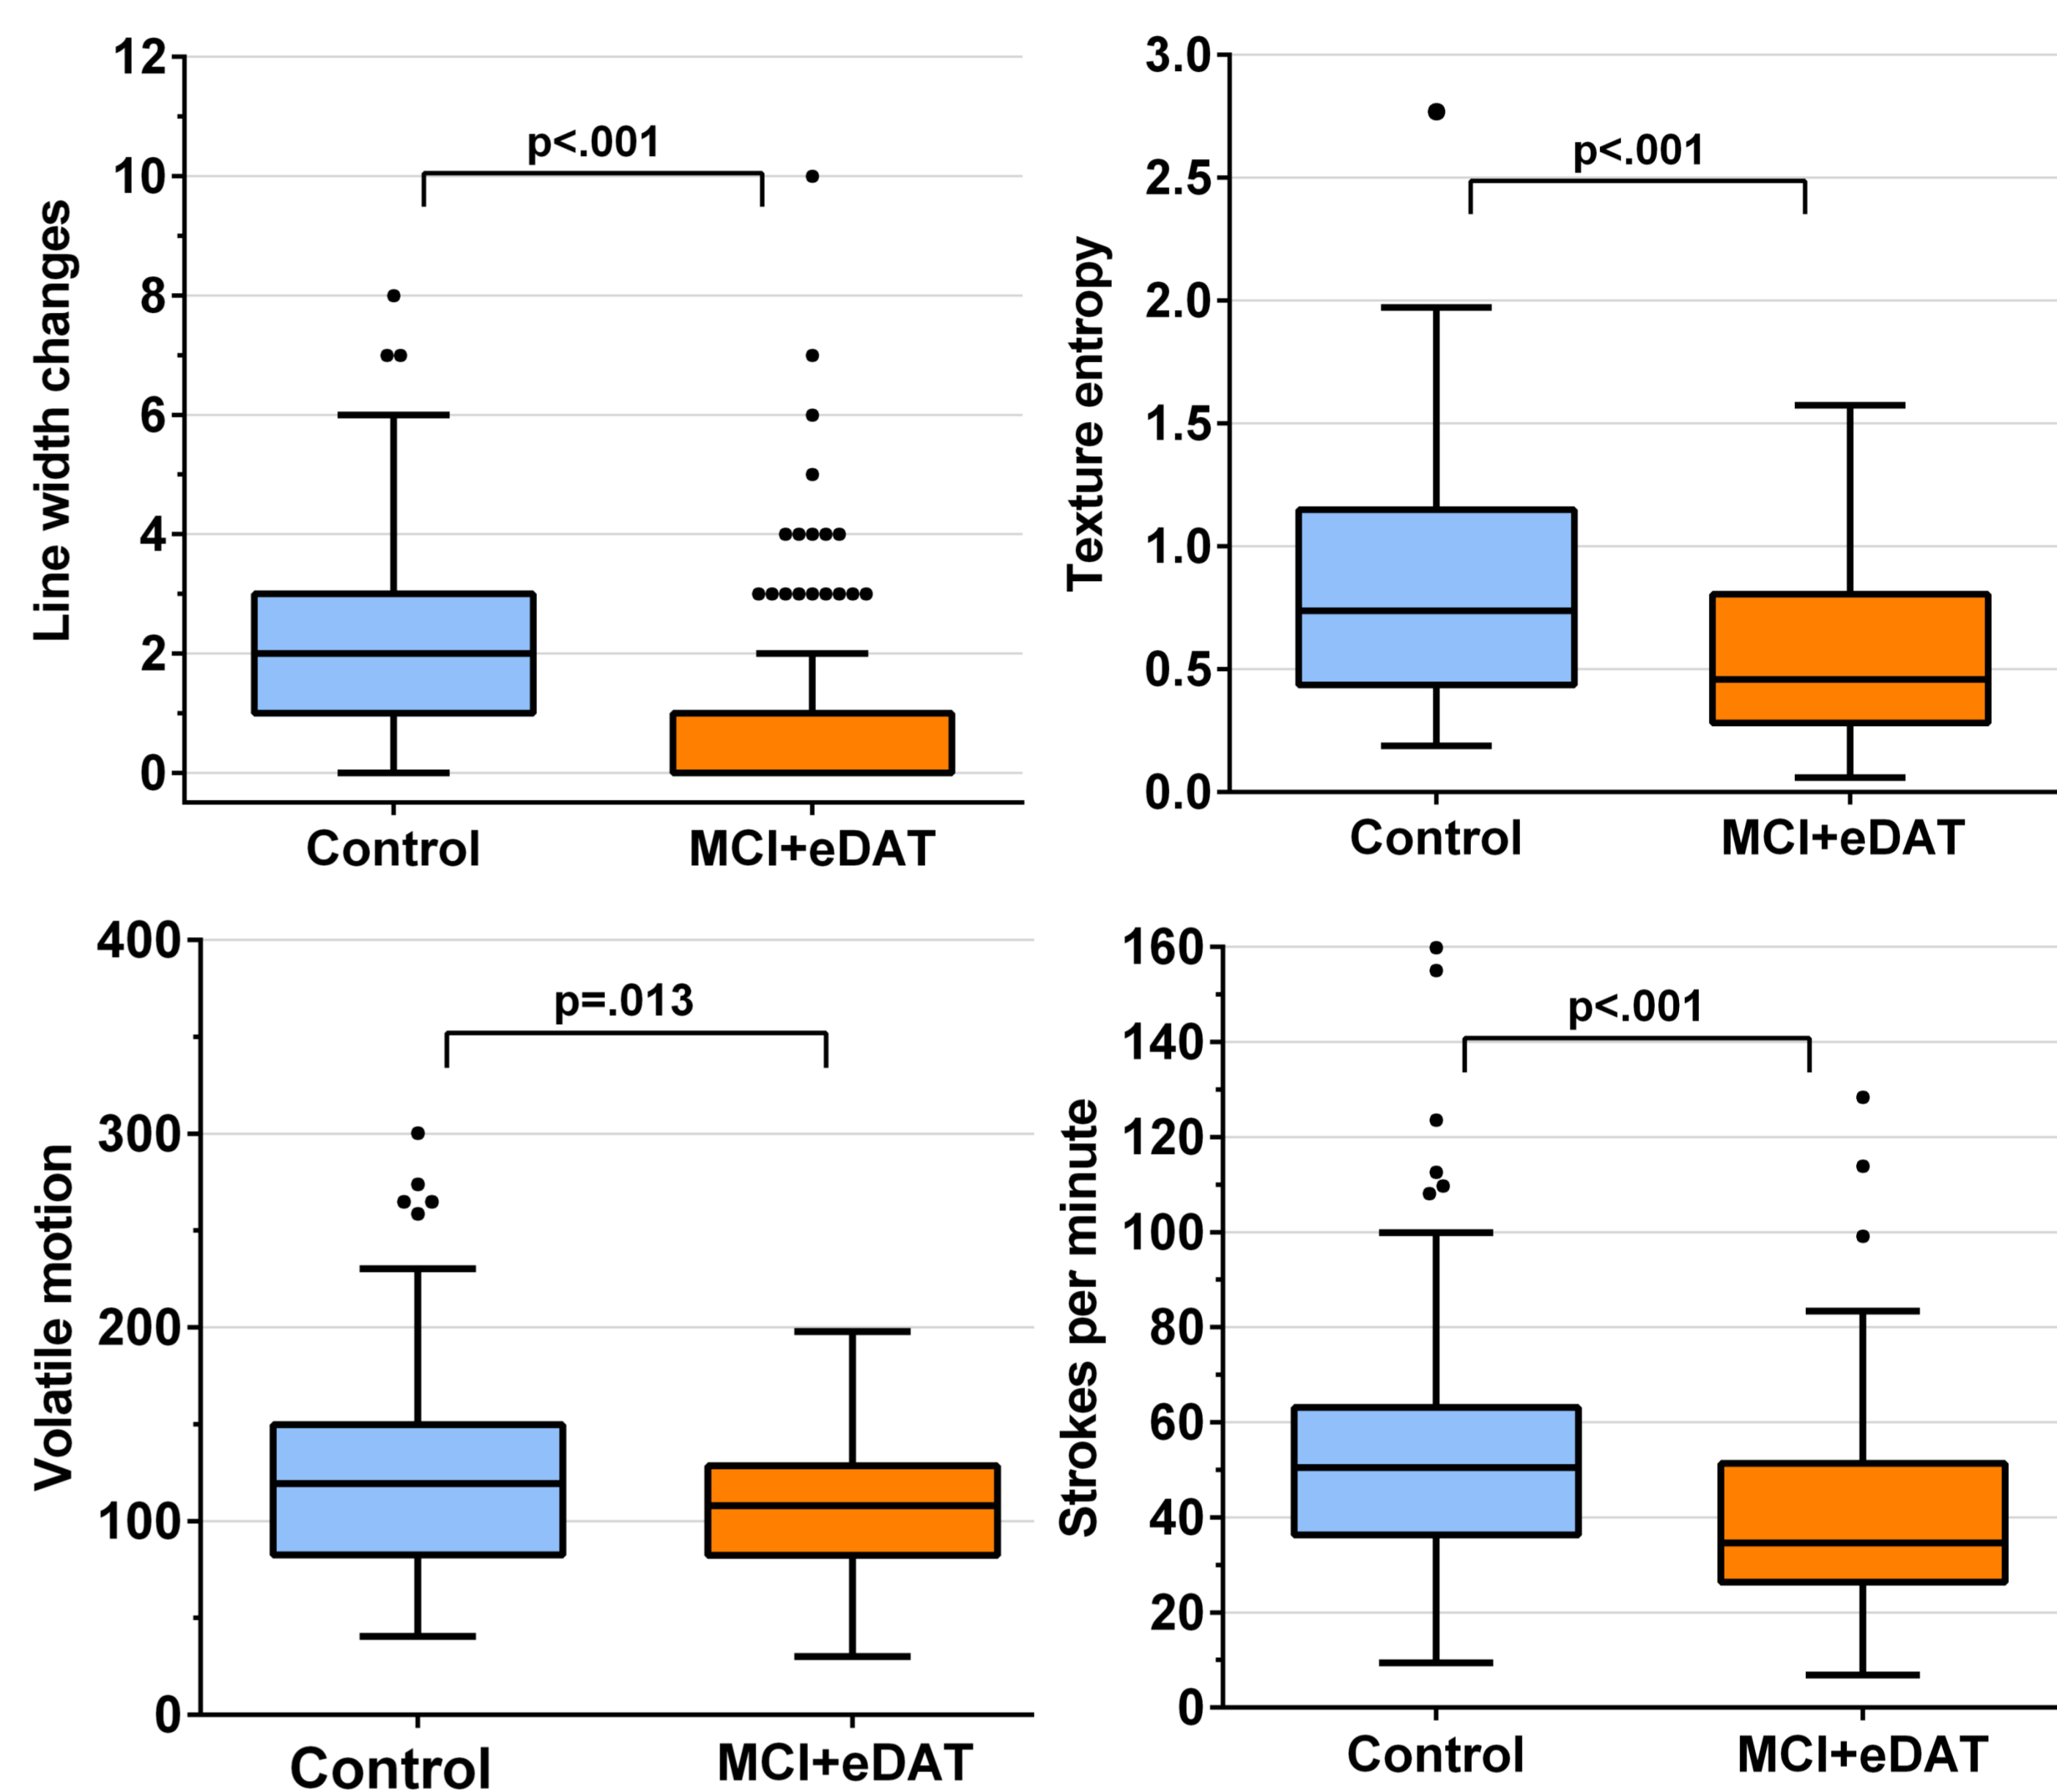 Line width changes
12
10
8
6
4
2
0
p<.001
Control
MCI+eDAT
Texture entropy
3.0
2.5
2.0
1.5
1.0
0.5
0.0
p<.001
Control
MCI+eDAT
Volatile motion
400
300
200
100
0
p=.013
Control
MCI+eDAT
Strokes per minute
160
140
120
100
80
60
40
20
0
p<.001
Control
MCI+eDAT